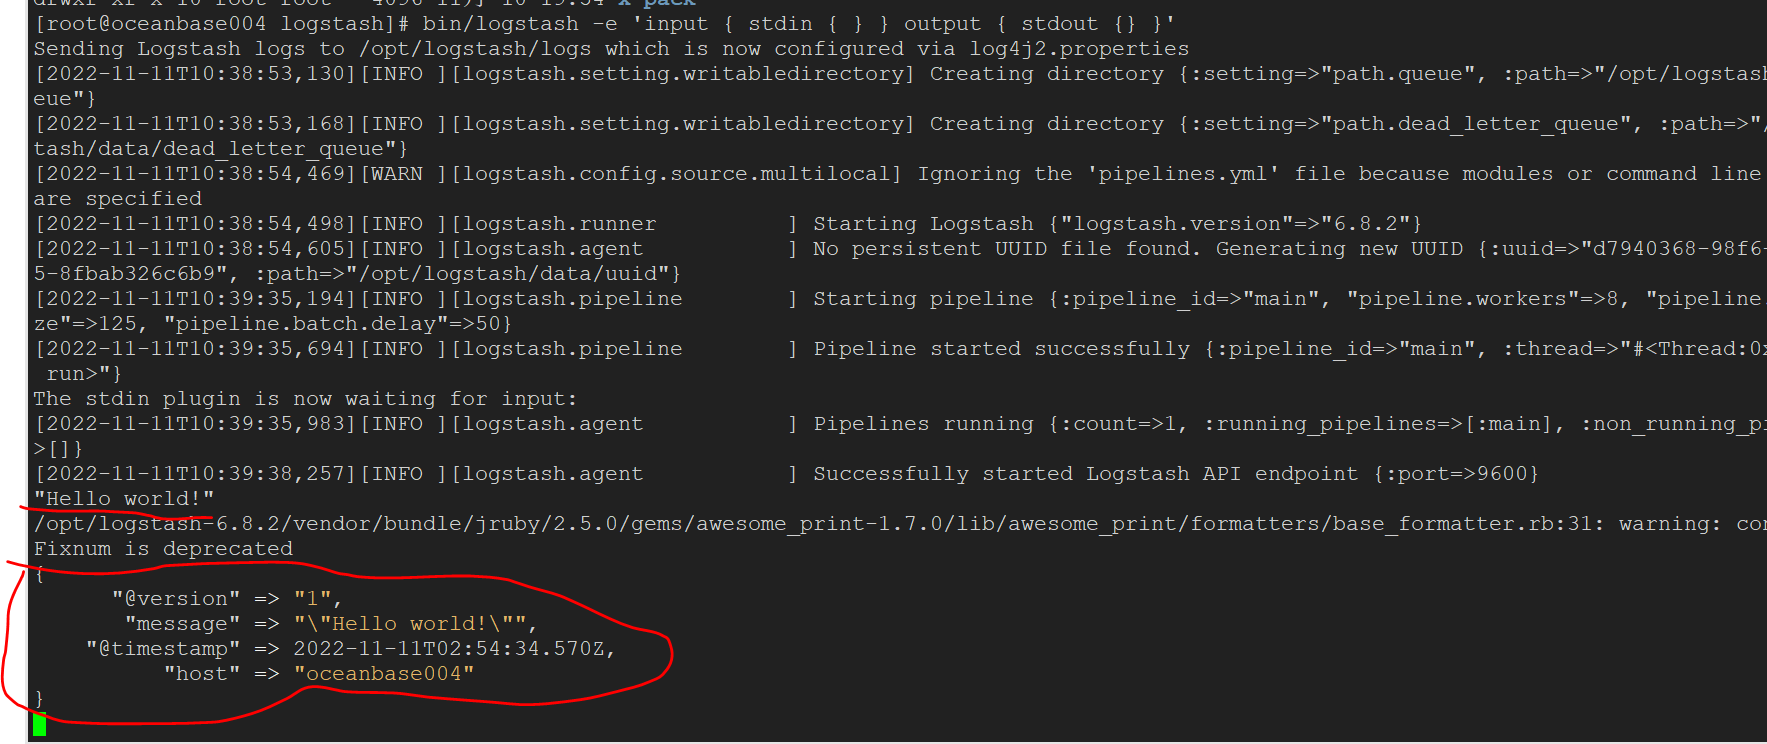 drwxr-xr-x 10 root root 4096 11月 10 19:54 x-pack
[root@oceanbase004 logstash]# bin/logstash -e 'input { stdin { } } output { stdout {} }'
Sending Logstash logs to /opt/logstash/logs which is now configured via log4j2.properties
[2022-11-11T10:38:53,130][INFO ][logstash.setting.writabledirectory] Creating directory {:setting=>"path.queue", :path=>"/opt/logstash
eue"}
[2022-11-11T10:38:53,168][INFO ][logstash.setting.writabledirectory] Creating directory {:setting=>"path.dead_letter_queue", :path=>"/
tash/data/dead_letter_queue"}
[2022-11-11T10:38:54,469][WARN ][logstash.config.source.multilocal] Ignoring the 'pipelines.yml' file because modules or command line
are specified
[2022-11-11T10:38:54,498][INFO ][logstash.runner          ] Starting Logstash {"logstash.version"=>"6.8.2"}
[2022-11-11T10:38:54,605][INFO ][logstash.agent           ] No persistent UUID file found. Generating new UUID {:uuid=>"d7940368-98f6-
5-8fbab326c6b9", :path=>"/opt/logstash/data/uuid"}
[2022-11-11T10:39:35,194][INFO ][logstash.pipeline        ] Starting pipeline {:pipeline_id=>"main", "pipeline.workers"=>8, "pipeline.
ze"=>125, "pipeline.batch.delay"=>50}
[2022-11-11T10:39:35,694][INFO ][logstash.pipeline        ] Pipeline started successfully {:pipeline_id=>"main", :thread=>"#<Thread:0x
 run>"}
The stdin plugin is now waiting for input:
[2022-11-11T10:39:35,983][INFO ][logstash.agent           ] Pipelines running {:count=>1, :running_pipelines=>[:main], :non_running_pi
>[]}
[2022-11-11T10:39:38,257][INFO ][logstash.agent           ] Successfully started Logstash API endpoint {:port=>9600}
"Hello world!"
/opt/logstash-6.8.2/vendor/bundle/jruby/2.5.0/gems/awesome_print-1.7.0/lib/awesome_print/formatters/base_formatter.rb:31: warning: con
Fixnum is deprecated
{
      "@version" => "1",
       "message" => "\"Hello world!\"",
    "@timestamp" => 2022-11-11T02:54:34.570Z,
          "host" => "oceanbase004"
}